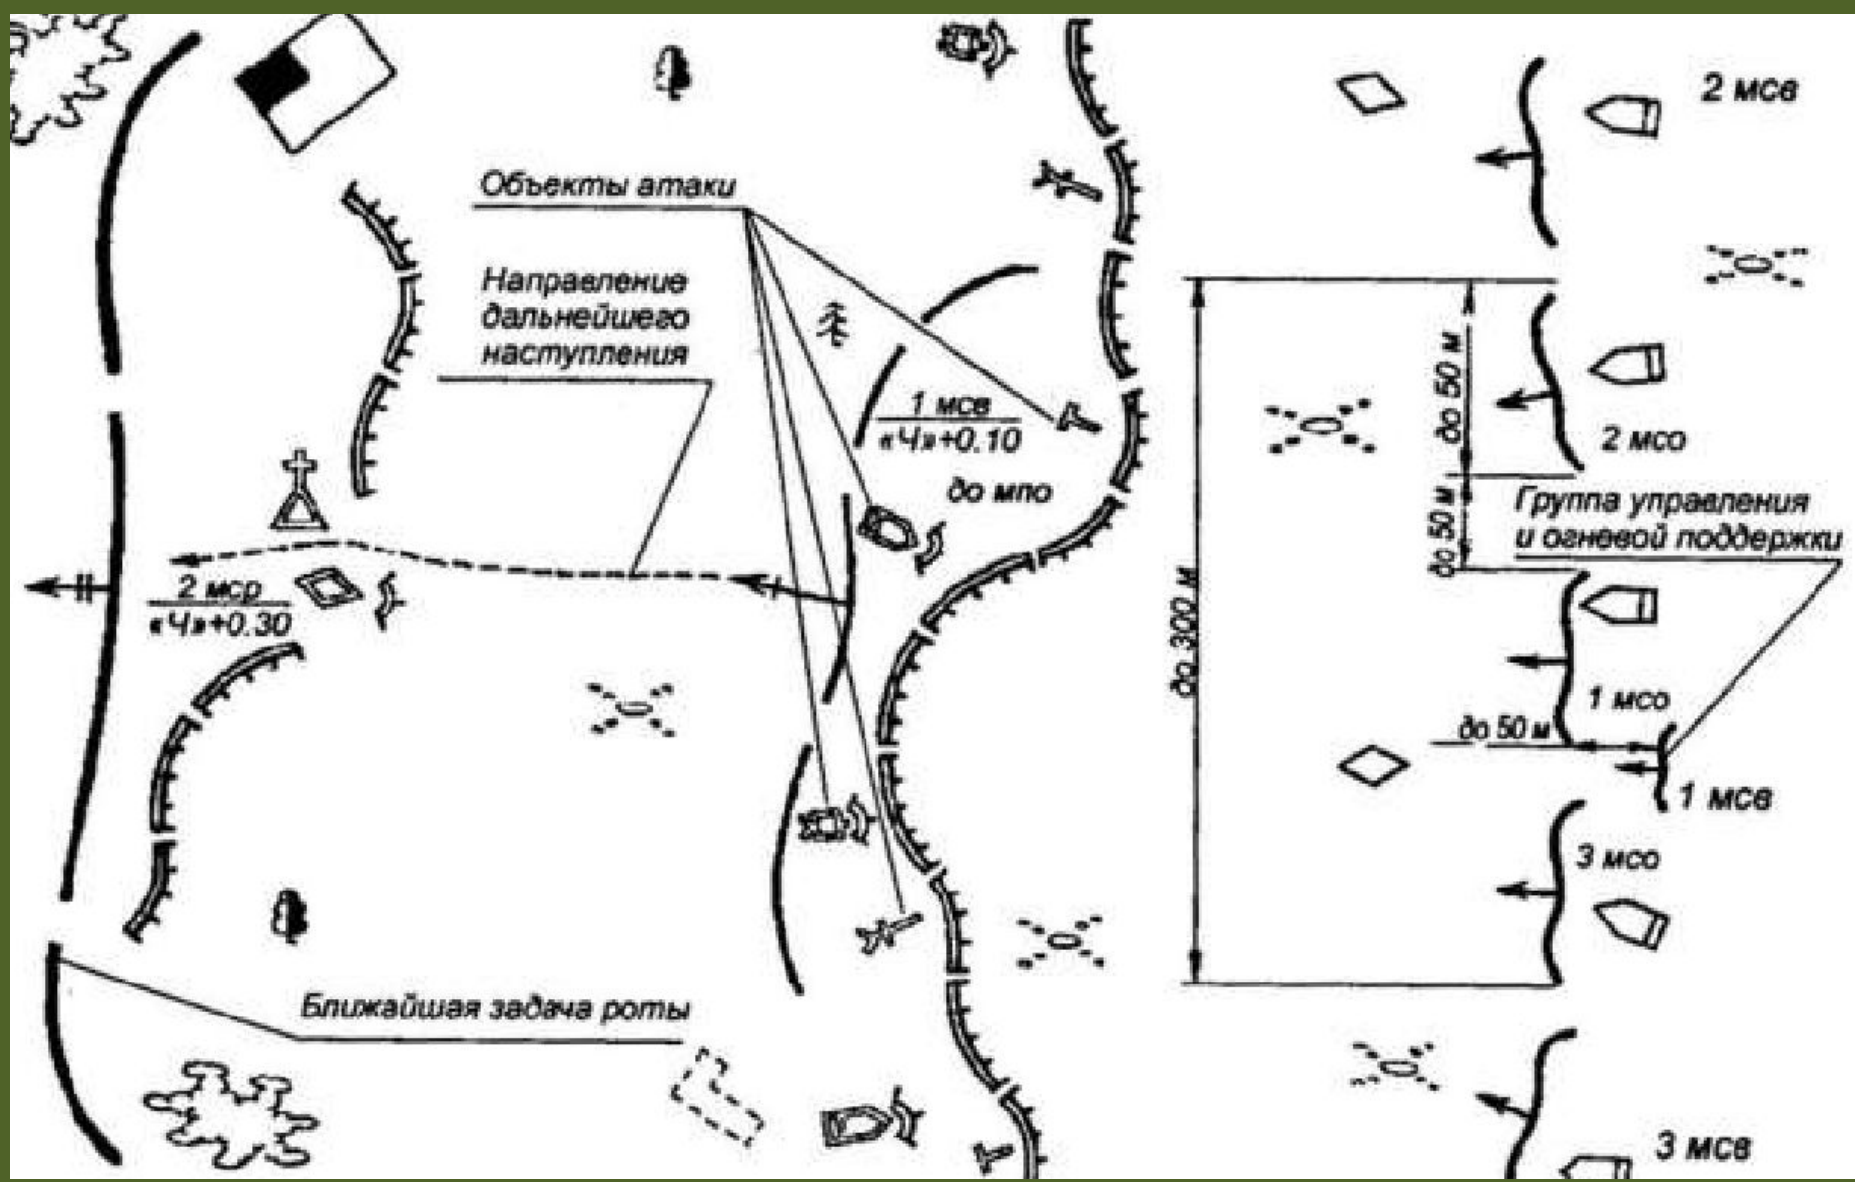 2 мсв
Объекты атаки
Направление
дальнейшего
наступления
1 мсв
«Ч»+0.10
до мпо
до 50 м
2 мсо
до 50 м
Группа управления
и огневой поддержки
2 мср
«Ч»+0.30
до 300 м
1 мсо
до 50 м
1 мсв
3 мсо
Ближайшая задача роты
3 мсв